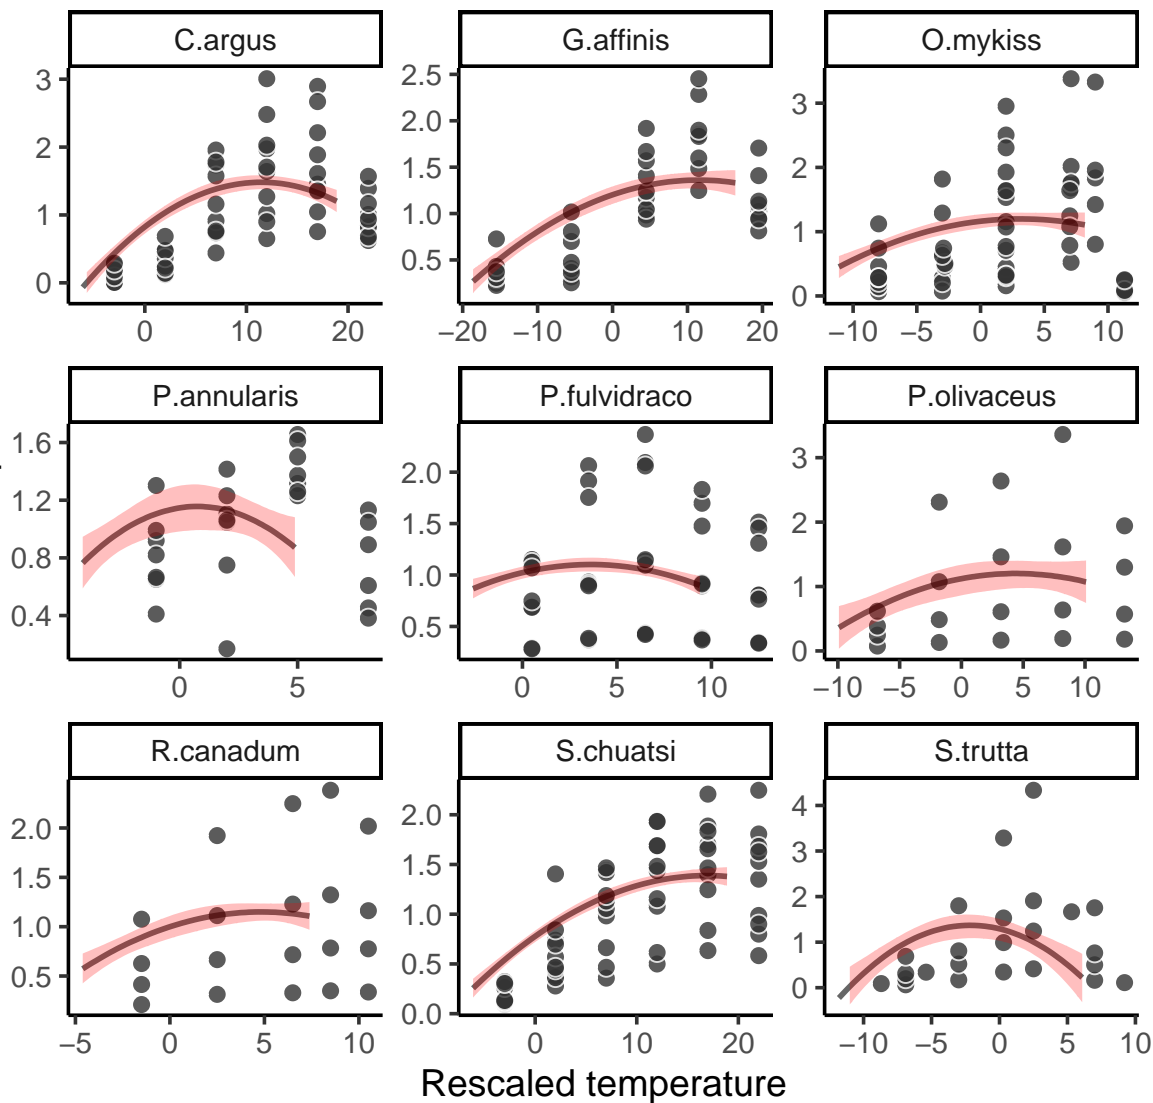 C.argus G.affinis O.mykiss
3 2.5 3
2 2.0 2
1 1.5 1
0 1.0 0
0.5
0 10 20 −20 −10 0 10 20 −10 −5 0 5 10
P.annularis P.fulvidraco P.olivaceus
1.6 2.0 3
1.2 1.5 2
0.8 1.0 1
0.4 0.5 0
0 5 0 5 10 −10 −5 0 5 10
R.canadum S.chuatsi S.trutta
2.0 2.0 4
1.5 1.5 3
1.0 1.0 2
0.5 0.5 1
0.0 0
−5 0 5 10 0 10 20 −10 −5 0 5 10
Rescaled temperature